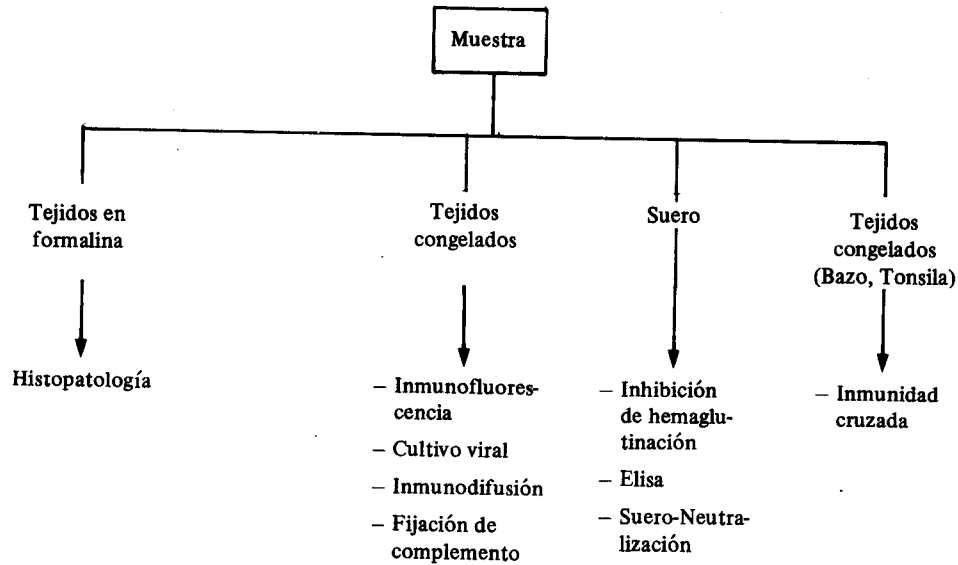 Muestra
Tejidos en
formalina
Histopatología
Tejidos
congelados
– Inmunofluores-
cencia
– Cultivo viral
– Inmunodifusión
– Fijación de
complemento
Suero
– Inhibición
de hemaglu-
tinación
– Elisa
– Suero-Neutra-
lización
Tejidos
congelados
(Bazo, Tonsila)
– Inmunidad
cruzada